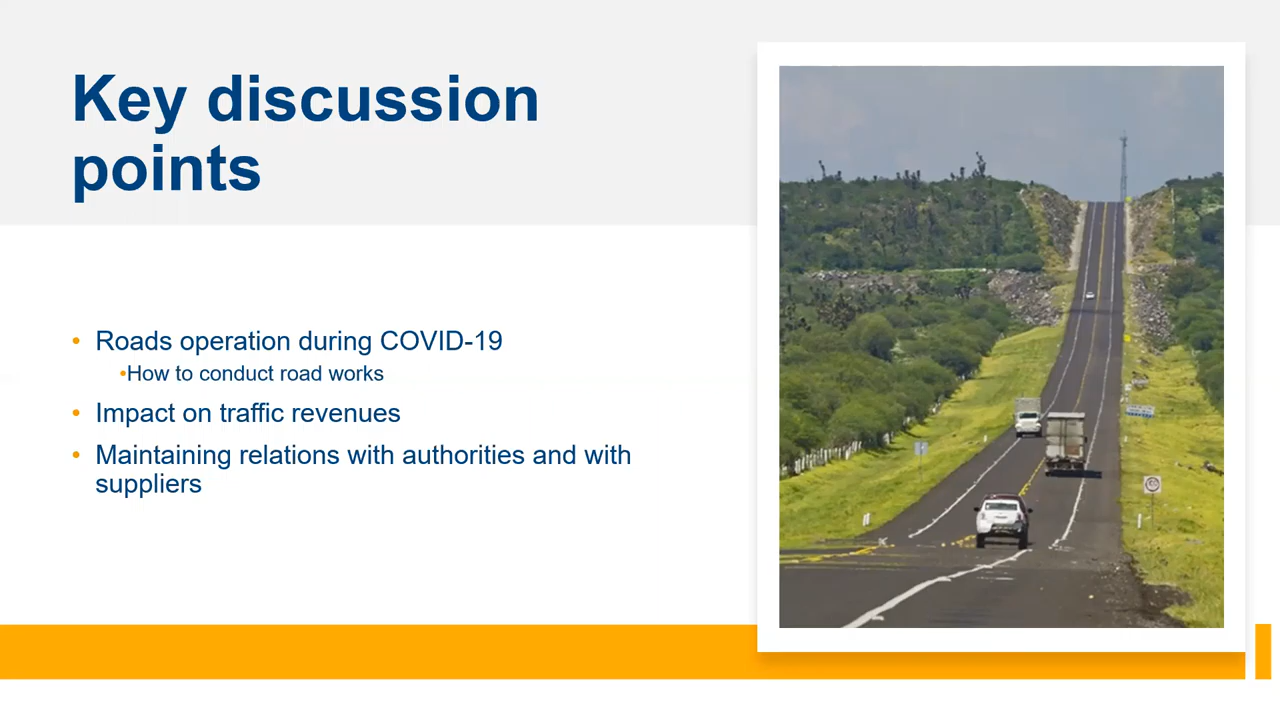 Key discussion
points
• Roads operation during COVID-19
•How to conduct road works
• Impact on traffic revenues
• Maintaining relations with authorities and with
suppliers